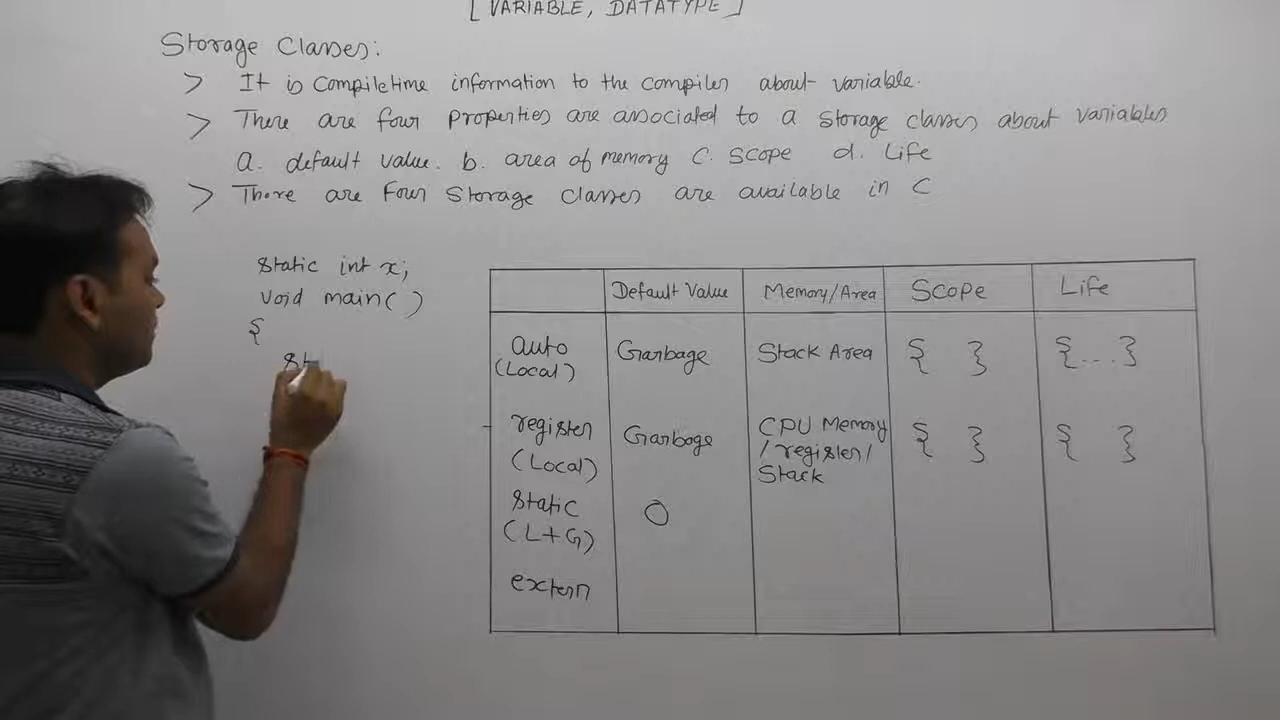 [ VARIABLE, DATATYPE ]
Storage Classes:
> It is Compiletime information to the Compiler about variable.
> There are four properties are associated to a storage classes about variables
a. default value. b. area of memory C. Scope d. Life
> There are Four Storage Classes are available in C
static int x;
void main( )
{
st
Default Value Memory/Area Scope Life
auto (Local) Garbage Stack Area { } {...}
register (Local) Garbage CPU Memory / register / Stack { } { }
static (L+G) 0
extern